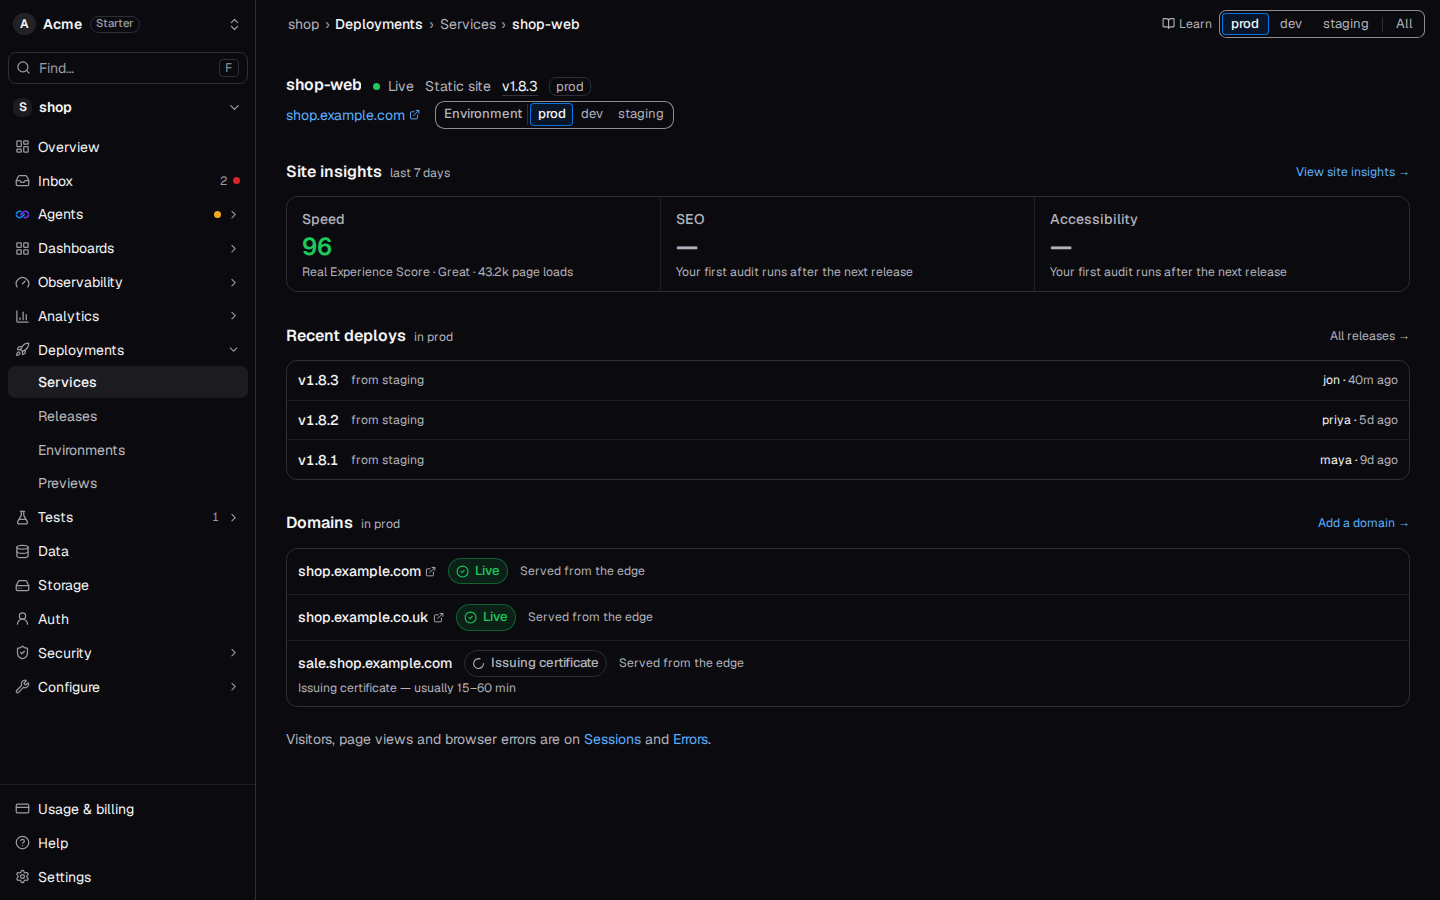 A Acme Starter
Find... F
S shop
Overview
Inbox 2
Agents
Dashboards
Observability
Analytics
Deployments
Services
Releases
Environments
Previews
Tests 1
Data
Storage
Auth
Security
Configure
Usage & billing
Help
Settings
shop › Deployments › Services › shop-web
Learn prod dev staging All
shop-web Live Static site v1.8.3 prod
shop.example.com Environment prod dev staging
Site insights last 7 days View site insights →
Speed
96
Real Experience Score · Great · 43.2k page loads
SEO
—
Your first audit runs after the next release
Accessibility
—
Your first audit runs after the next release
Recent deploys in prod All releases →
v1.8.3 from staging jon · 40m ago
v1.8.2 from staging priya · 5d ago
v1.8.1 from staging maya · 9d ago
Domains in prod Add a domain →
shop.example.com Live Served from the edge
shop.example.co.uk Live Served from the edge
sale.shop.example.com Issuing certificate Served from the edge
Issuing certificate — usually 15–60 min
Visitors, page views and browser errors are on Sessions and Errors.